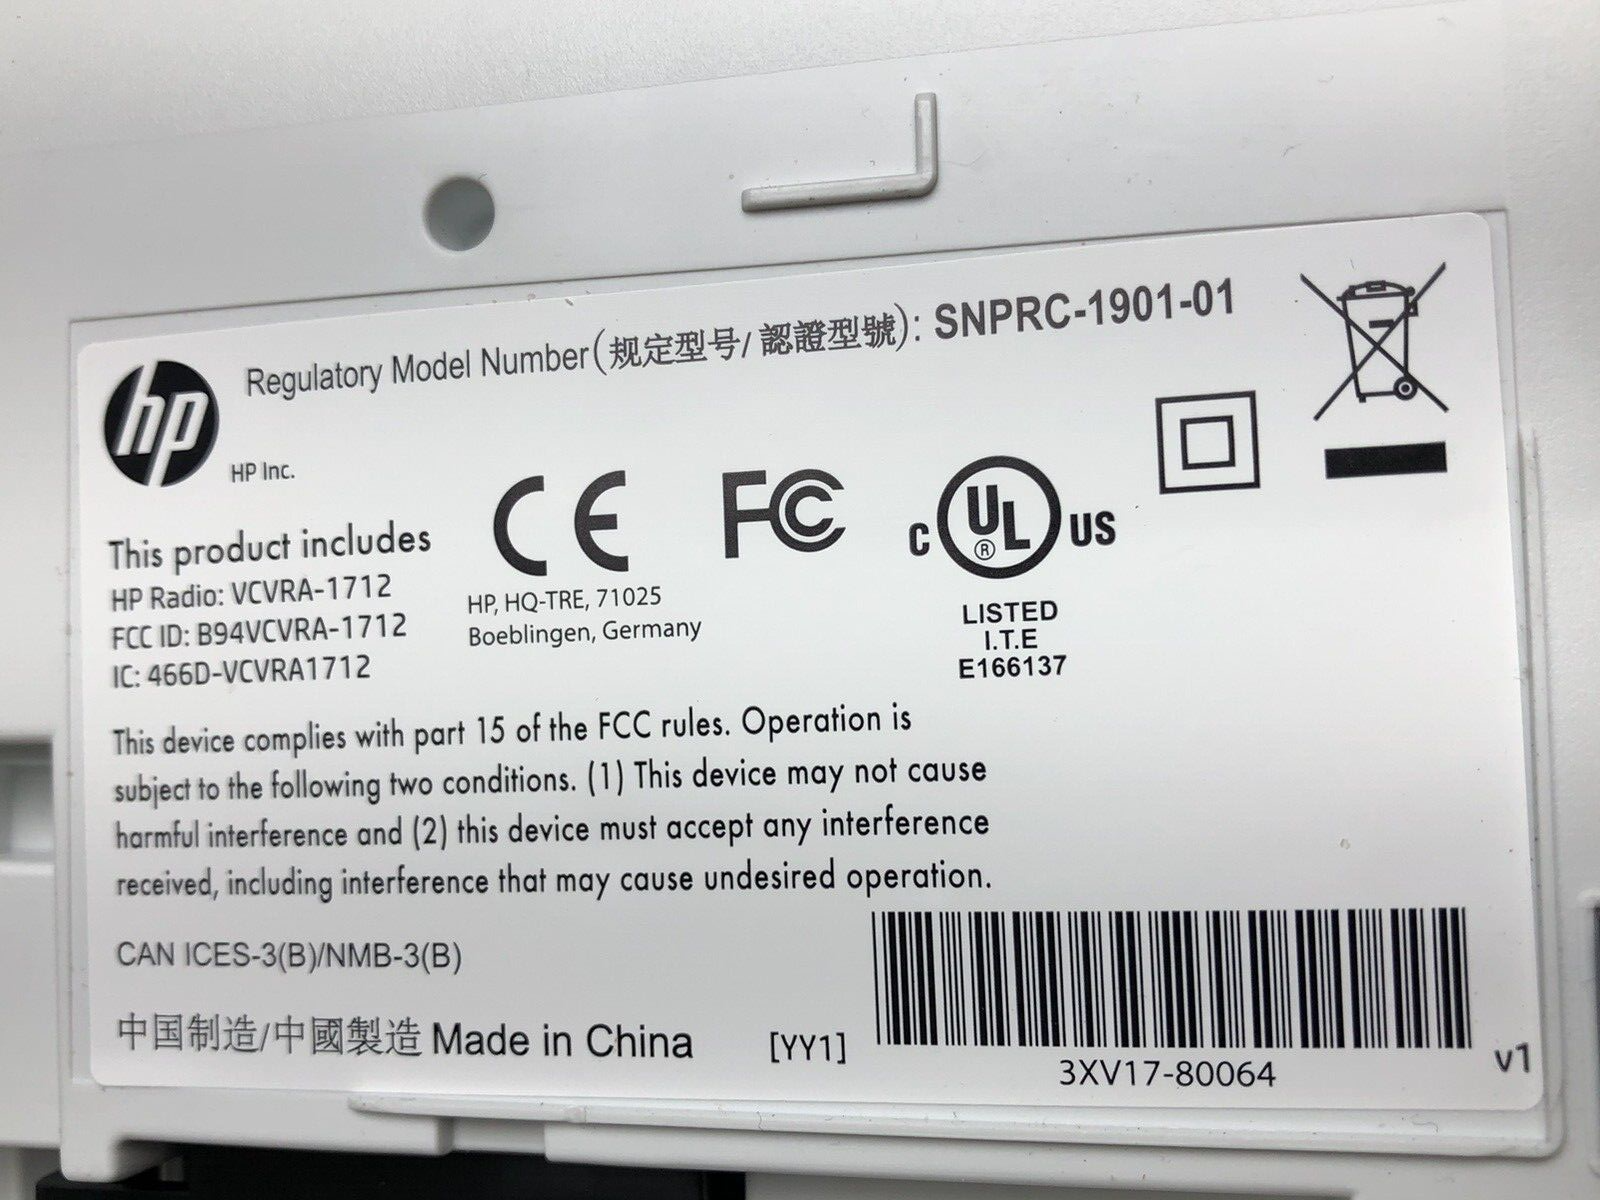 Regulatory Model Number(规定型号/ 認證型號): SNPRC-1901-01
hp
HP Inc.
This product includes
HP Radio: VCVRA-1712
FCC ID: B94VCVRA-1712
IC: 466D-VCVRA1712
CE
HP, HQ-TRE, 71025
Boeblingen, Germany
FC
C UL ® US
LISTED
I.T.E
E166137
This device complies with part 15 of the FCC rules. Operation is
subject to the following two conditions. (1) This device may not cause
harmful interference and (2) this device must accept any interference
received, including interference that may cause undesired operation.
CAN ICES-3(B)/NMB-3(B)
中国制造/中國製造 Made in China
[YY1]
3XV17-80064
v1